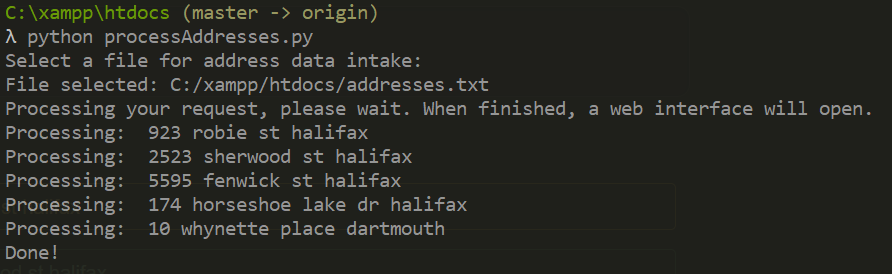 C:\xampp\htdocs (master -> origin)
λ python processAddresses.py
Select a file for address data intake:
File selected: C:/xampp/htdocs/addresses.txt
Processing your request, please wait. When finished, a web interface will open.
Processing:  923 robie st halifax
Processing:  2523 sherwood st halifax
Processing:  5595 fenwick st halifax
Processing:  174 horseshoe lake dr halifax
Processing:  10 whynette place dartmouth
Done!